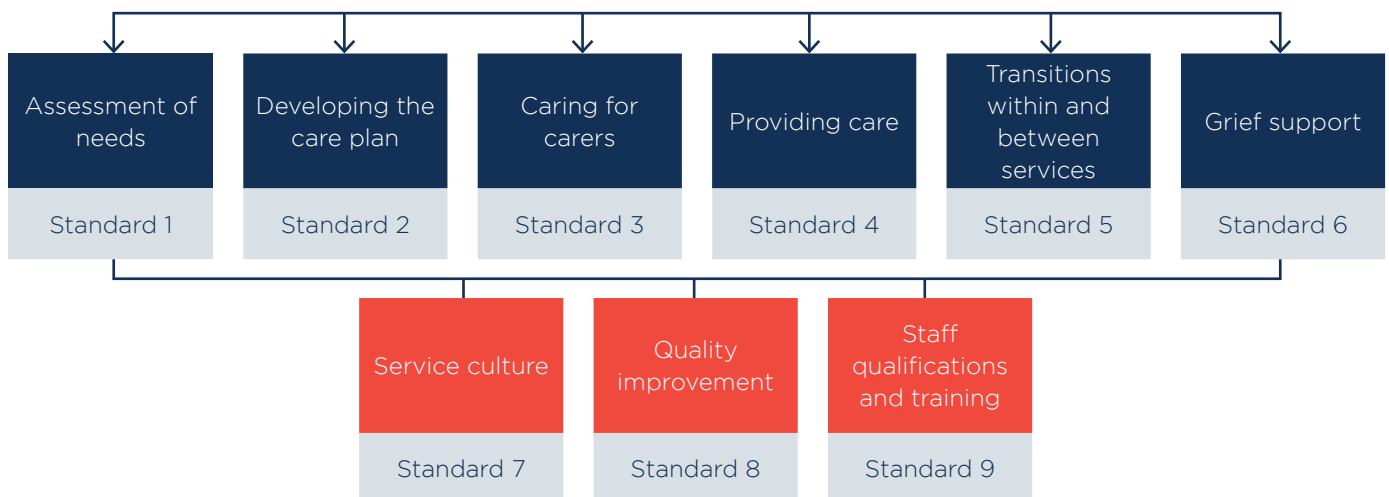 Assessment of
needs
Standard 1
Developing the
care plan
Standard 2
Caring for
carers
Standard 3
Providing care
Standard 4
Transitions
within and
between
services
Standard 5
Grief support
Standard 6
Service culture
Standard 7
Quality
improvement
Standard 8
Staff
qualifications
and training
Standard 9